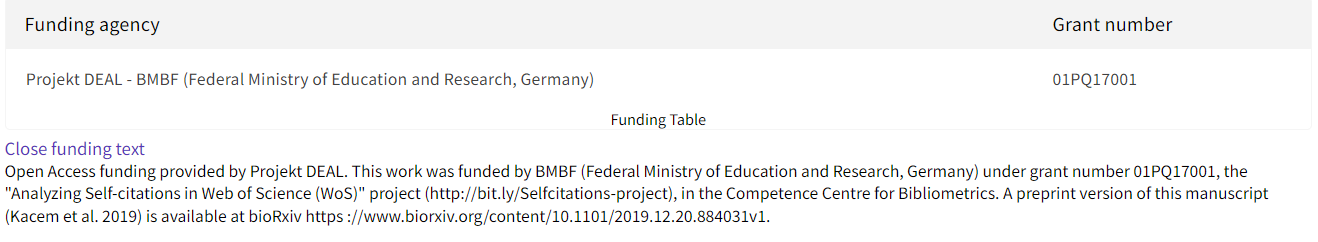 Funding agency Grant number
Projekt DEAL - BMBF (Federal Ministry of Education and Research, Germany) 01PQ17001
Funding Table
Close funding text
Open Access funding provided by Projekt DEAL. This work was funded by BMBF (Federal Ministry of Education and Research, Germany) under grant number 01PQ17001, the
"Analyzing Self-citations in Web of Science (WoS)" project (http://bit.ly/Selfcitations-project), in the Competence Centre for Bibliometrics. A preprint version of this manuscript
(Kacem et al. 2019) is available at bioRxiv https ://www.biorxiv.org/content/10.1101/2019.12.20.884031v1.